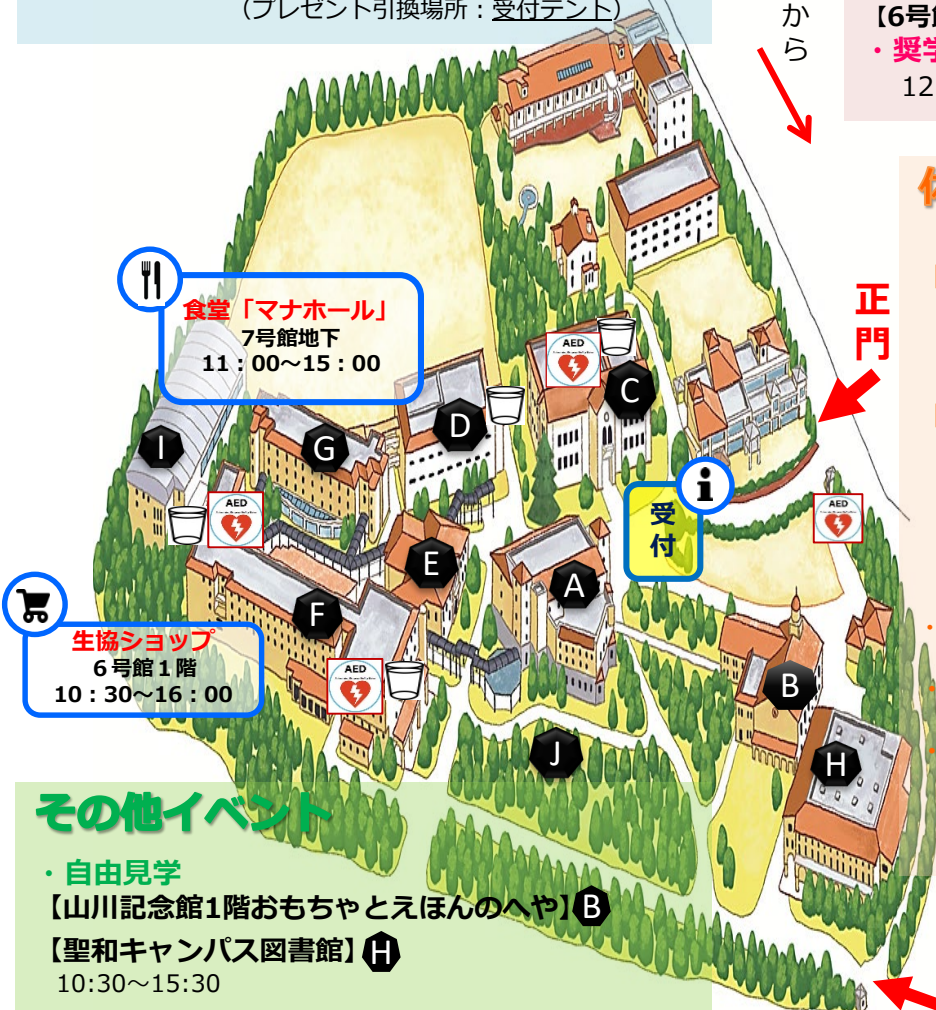 （プレゼント引換場所：受付テント）
から
【6号館
・奨学
12
体
正門
食堂「マナホール」
7号館地下
11：00～15：00
AED
C
D
G
I
AED
受付
AED
E
A
F
生協ショップ
6号館1階
10：30～16：00
AED
B
H
J
その他イベント
・自由見学
【山川記念館1階おもちゃとえほんのへや】B
【聖和キャンパス図書館】H
10:30～15:30